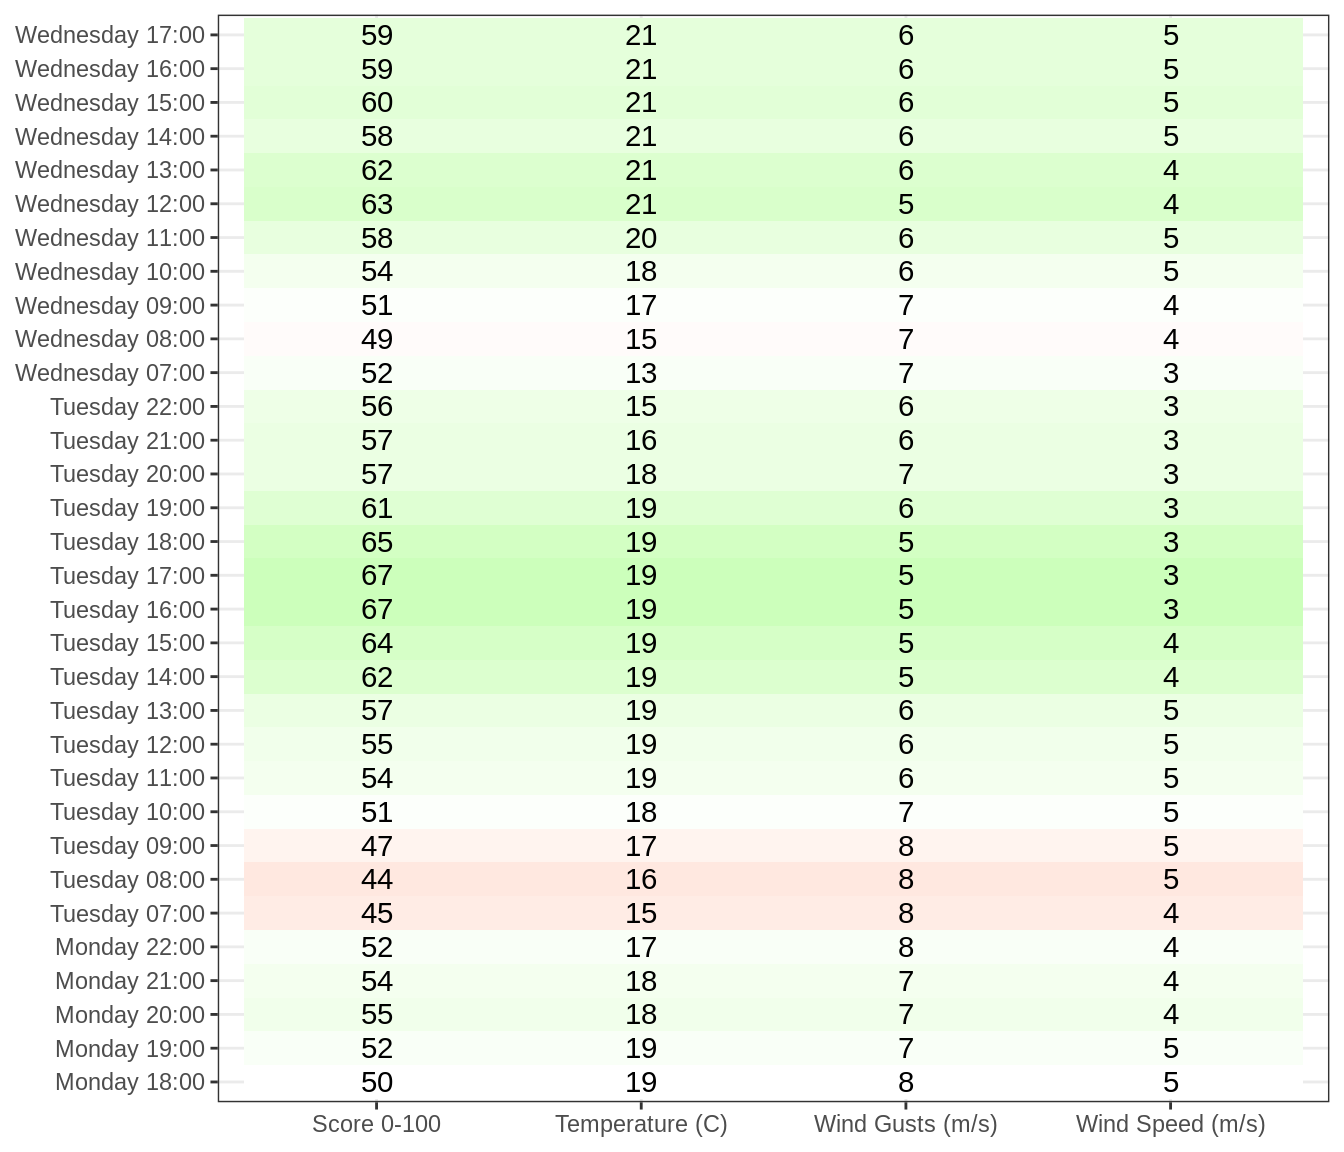 Wednesday 17:00 59 21 6 5
Wednesday 16:00 59 21 6 5
Wednesday 15:00 60 21 6 5
Wednesday 14:00 58 21 6 5
Wednesday 13:00 62 21 6 4
Wednesday 12:00 63 21 5 4
Wednesday 11:00 58 20 6 5
Wednesday 10:00 54 18 6 5
Wednesday 09:00 51 17 7 4
Wednesday 08:00 49 15 7 4
Wednesday 07:00 52 13 7 3
Tuesday 22:00 56 15 6 3
Tuesday 21:00 57 16 6 3
Tuesday 20:00 57 18 7 3
Tuesday 19:00 61 19 6 3
Tuesday 18:00 65 19 5 3
Tuesday 17:00 67 19 5 3
Tuesday 16:00 67 19 5 3
Tuesday 15:00 64 19 5 4
Tuesday 14:00 62 19 5 4
Tuesday 13:00 57 19 6 5
Tuesday 12:00 55 19 6 5
Tuesday 11:00 54 19 6 5
Tuesday 10:00 51 18 7 5
Tuesday 09:00 47 17 8 5
Tuesday 08:00 44 16 8 5
Tuesday 07:00 45 15 8 4
Monday 22:00 52 17 8 4
Monday 21:00 54 18 7 4
Monday 20:00 55 18 7 4
Monday 19:00 52 19 7 5
Monday 18:00 50 19 8 5
Score 0-100 Temperature (C) Wind Gusts (m/s) Wind Speed (m/s)